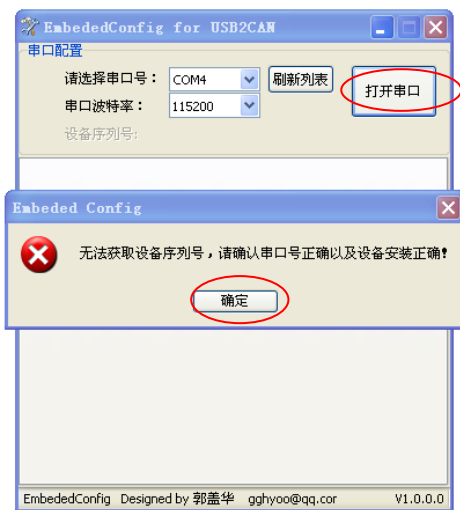 EmbededConfig for USB2CAN
串口配置
请选择串口号： COM4 刷新列表 打开串口
串口波特率： 115200
设备序列号:
Embeded Config
无法获取设备序列号，请确认串口号正确以及设备安装正确！
确定
EmbededConfig Designed by 郭盖华 gghyoo@qq.cor V1.0.0.0